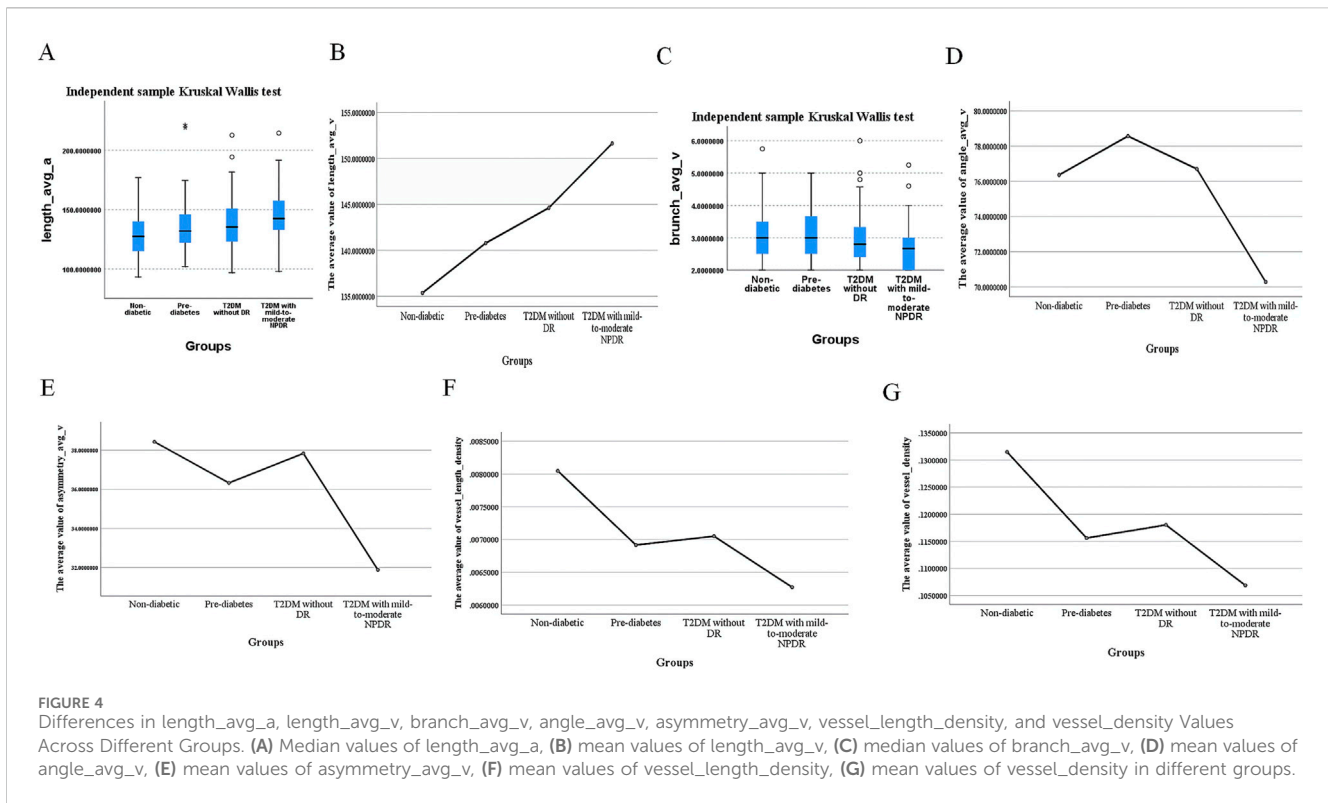 A
Independent sample Kruskal Wallis test
length_avg_a
200.0000000
150.0000000
100.0000000
Non-
diabetic
Pre-
diabetes
T2DM
without DR
T2DM with
mild-to-
moderate
NPDR
Groups
B
The average value of length_avg_v
155.0000000
150.0000000
145.0000000
140.0000000
135.0000000
Non-diabetic
Pre-diabetes
T2DM without
DR
T2DM with mild-
to-moderate
NPDR
Groups
C
Independent sample Kruskal Wallis test
brunch_avg_v
6.0000000
5.0000000
4.0000000
3.0000000
2.0000000
Non-
diabetic
Pre-
diabetes
T2DM
without
DR
T2DM with
mild-to-
moderate
NPDR
Groups
D
The average value of angle_avg_v
80.0000000
78.0000000
76.0000000
74.0000000
72.0000000
70.0000000
Non-diabetic
Pre-diabetes
T2DM without
DR
T2DM with mild-
to-moderate
NPDR
Groups
E
The average value of asymmetry_avg_v
38.0000000
36.0000000
34.0000000
32.0000000
Non-diabetic
Pre-diabetes
T2DM without
DR
T2DM with mild-
to-moderate
NPDR
Groups
F
The average value of vessel_length_density
.0085000
.0080000
.0075000
.0070000
.0065000
.0060000
Non-diabetic
Pre-diabetes
T2DM without
DR
T2DM with mild-
to-moderate
NPDR
Groups
G
The average value of vessel_density
.1350000
.1300000
.1250000
.1200000
.1150000
.1100000
.1050000
Non-diabetic
Pre-diabetes
T2DM without
DR
T2DM with mild-
to-moderate
NPDR
Groups
FIGURE 4
Differences in length_avg_a, length_avg_v, branch_avg_v, angle_avg_v, asymmetry_avg_v, vessel_length_density, and vessel_density Values
Across Different Groups. (A) Median values of length_avg_a, (B) mean values of length_avg_v, (C) median values of branch_avg_v, (D) mean values of
angle_avg_v, (E) mean values of asymmetry_avg_v, (F) mean values of vessel_length_density, (G) mean values of vessel_density in different groups.